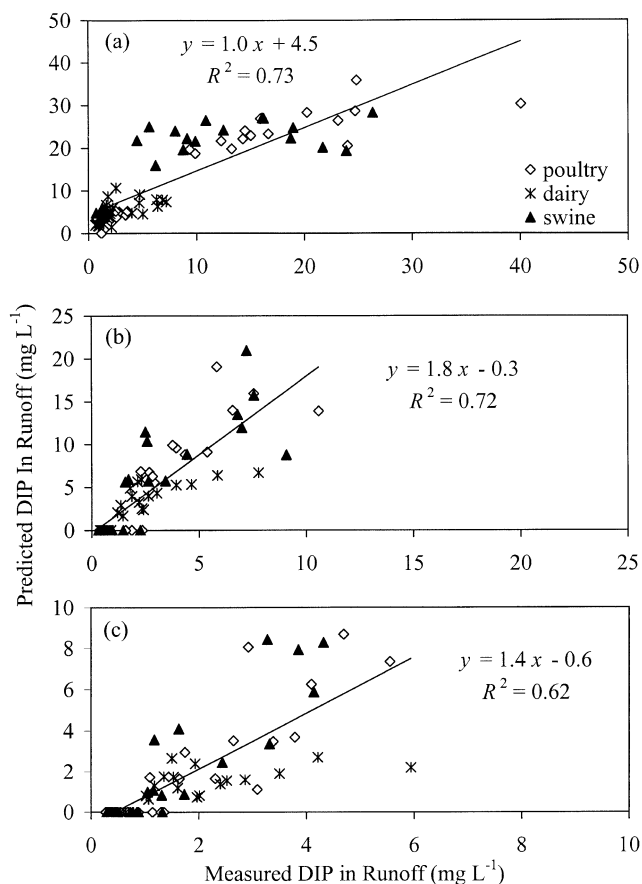 (a)
y = 1.0 x + 4.5
R² = 0.73
50
40
30
20
10
0
poultry
dairy
swine
0 10 20 30 40 50
(b)
y = 1.8 x - 0.3
R² = 0.72
25
20
15
10
5
0
0 5 10 15 20 25
(c)
y = 1.4 x - 0.6
R² = 0.62
10
8
6
4
2
0
0 2 4 6 8 10
Predicted DIP In Runoff (mg L⁻¹)
Measured DIP in Runoff (mg L⁻¹)